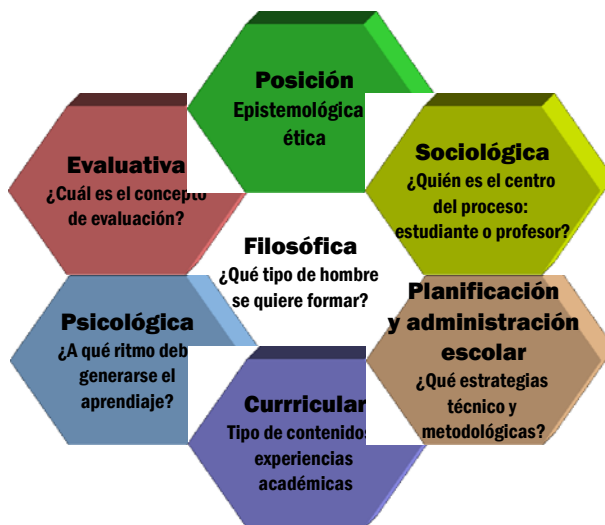 Posición
Epistemológica
ética
Evaluativa
¿Cuál es el concepto
de evaluación?
Sociológica
¿Quién es el centro
del proceso:
estudiante o profesor?
Filosófica
¿Qué tipo de hombre
se quiere formar?
Psicológica
¿A qué ritmo deb
generarse el
aprendiaje?
Planificación
y administración
escolar
¿Qué estrategias
técnico y
metodológicas?
Currricular
Tipo de contenidos
experiencias
académicas